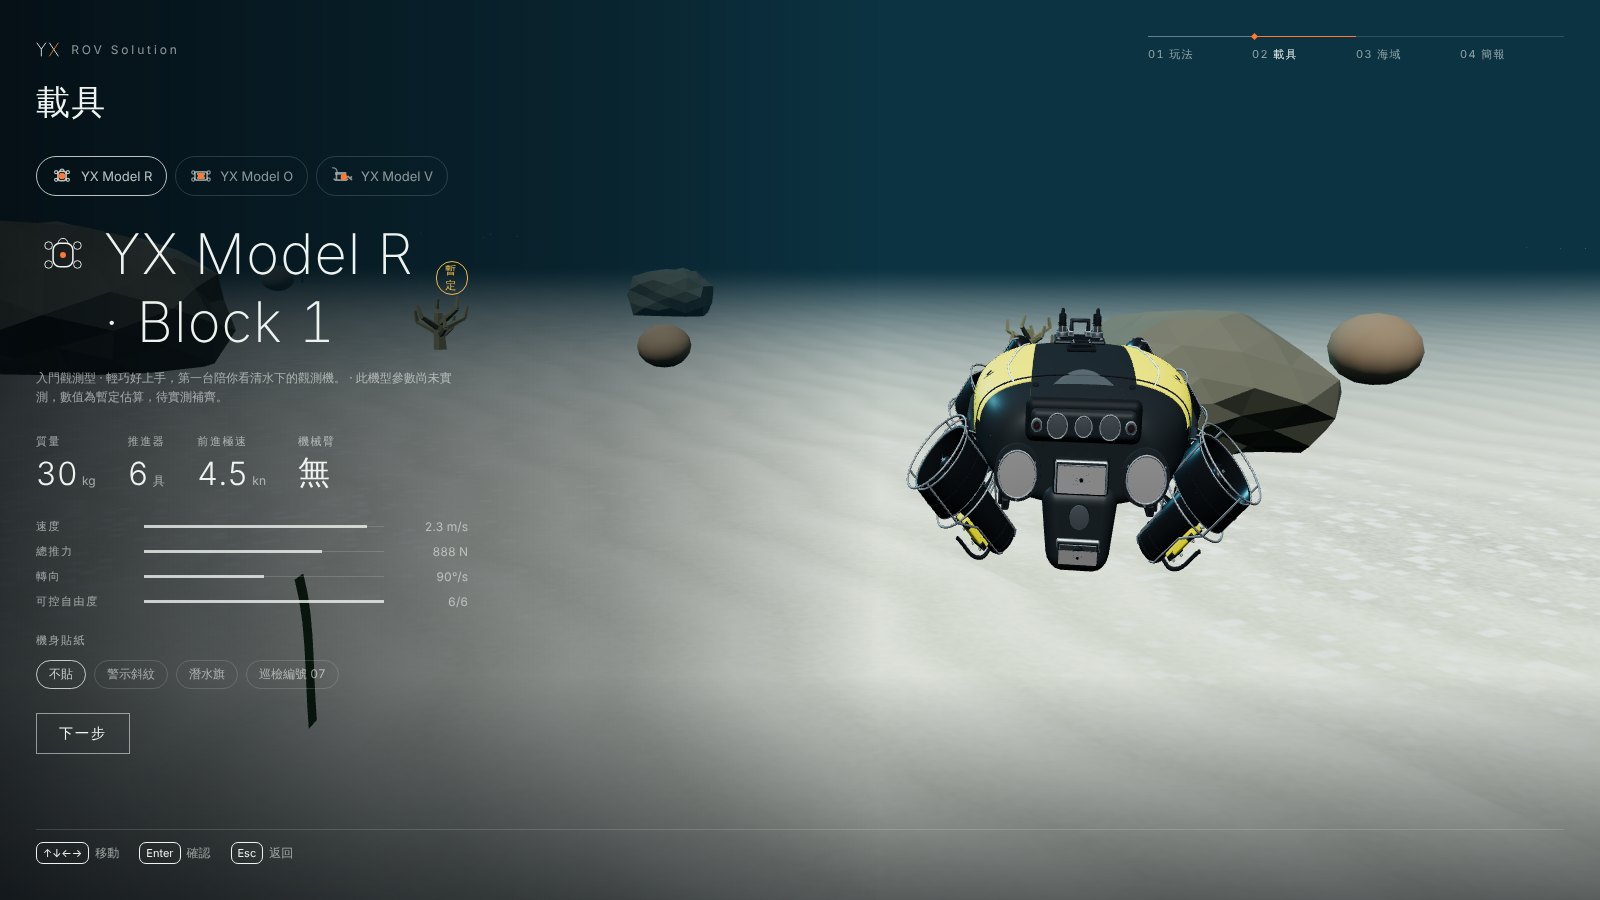 YX ROV Solution
01 玩法 02 載具 03 海域 04 簡報
載具
YX Model R YX Model O YX Model V
YX Model R
· Block 1
暫定
入門觀測型 · 輕巧好上手，第一台陪你看清水下的觀測機。 · 此機型參數尚未實
測，數值為暫定估算，待實測補齊。
質量 推進器 前進極速 機械臂
30 kg 6 具 4.5 kn 無
速度 2.3 m/s
總推力 888 N
轉向 90°/s
可控自由度 6/6
機身貼紙
不貼 警示斜紋 潛水旗 巡檢編號 07
下一步
↑↓←→ 移動 Enter 確認 Esc 返回